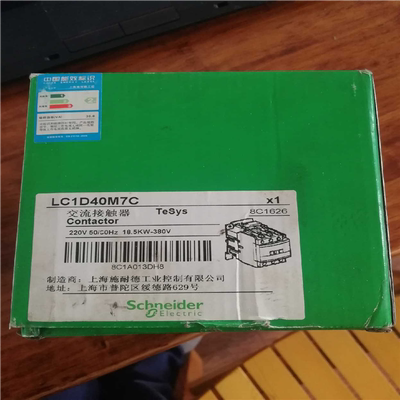 中国能效标识
LC1D40M7C x1
交流接触器 TeSys 8C1626
Contactor
220V 50/60Hz 18.5KW-380V
8C1A013DH8
制造商：上海施耐德工业控制有限公司
地址：上海市普陀区绥德路629号
Schneider
Electric